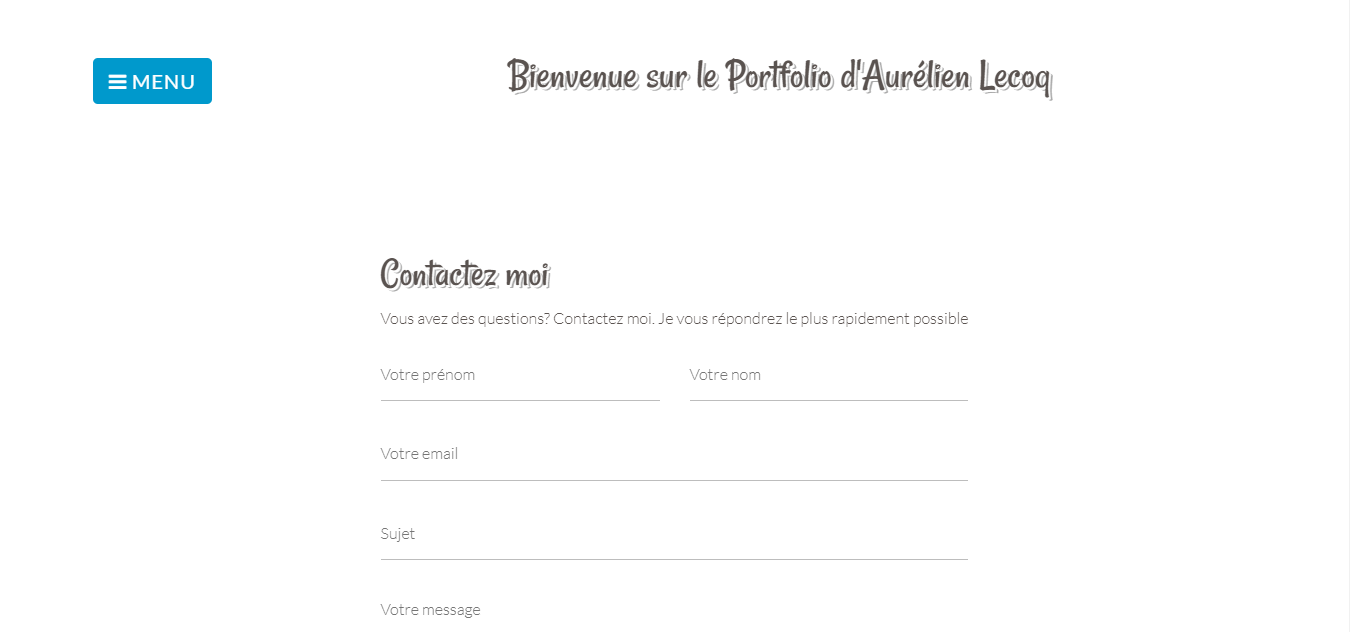 MENU
Bienvenue sur le Portfolio d'Aurélien Lecoq
Contactez moi
Vous avez des questions? Contactez moi. Je vous répondrez le plus rapidement possible
Votre prénom
Votre nom
Votre email
Sujet
Votre message